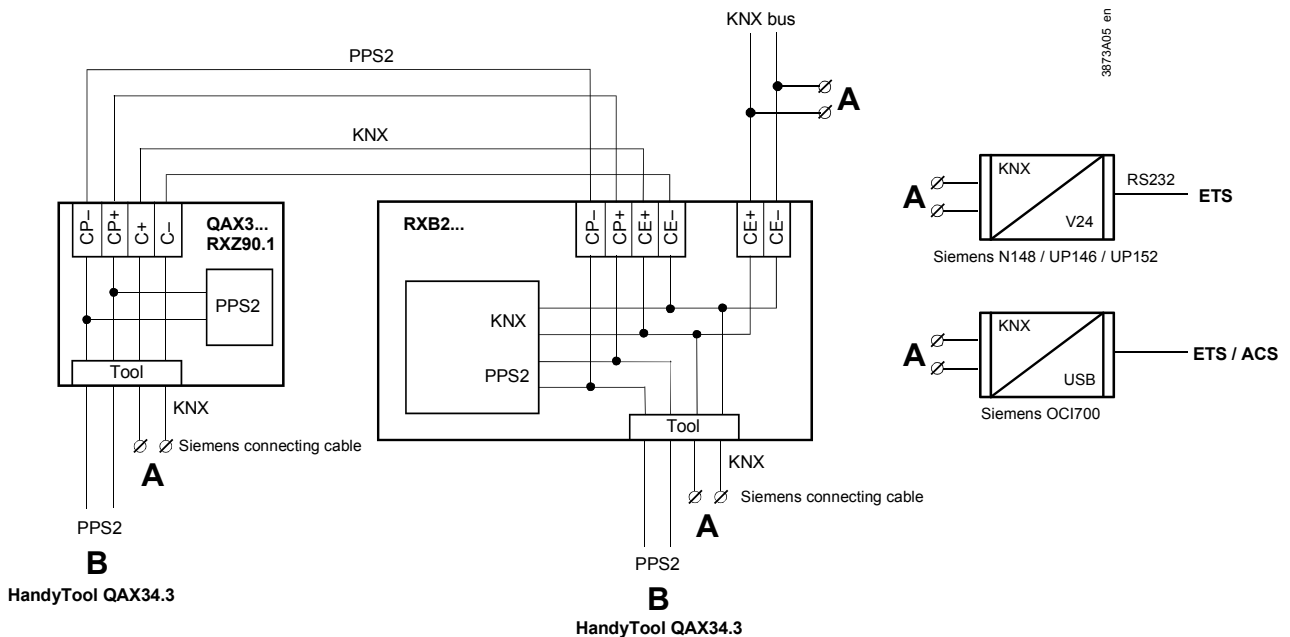 KNX bus
3873A05 en
PPS2
A
KNX
CP–
CP+
C+
C–
QAX3...
RXZ90.1
PPS2
Tool
KNX
Siemens connecting cable
A
PPS2
B
HandyTool QAX34.3
RXB2...
CP–
CP+
CE+
CE–
CE+
CE–
KNX
PPS2
Tool
KNX
Siemens connecting cable
A
PPS2
B
HandyTool QAX34.3
A
KNX
V24
RS232
ETS
Siemens N148 / UP146 / UP152
A
KNX
USB
ETS / ACS
Siemens OCI700